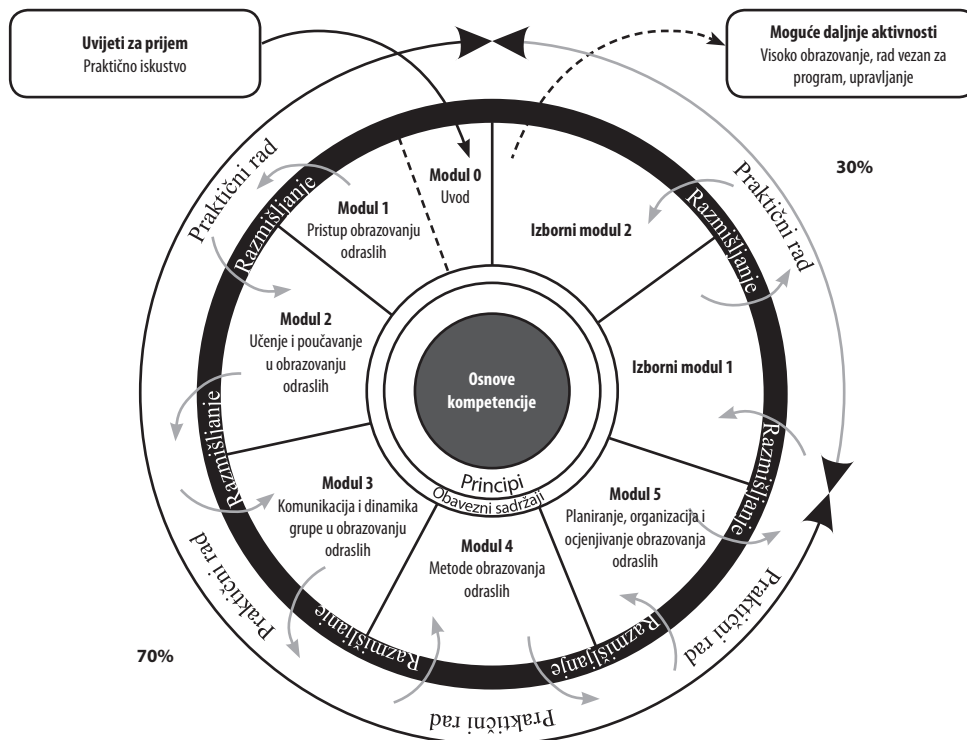 Uvijeti za prijem
Praktično iskustvo
Moguće daljnje aktivnosti
Visoko obrazovanje, rad vezan za
program, upravljanje
30%
Praktični rad
Razmišljanje
Modul 0
Uvod
Modul 1
Pristup obrazovanju
odraslih
Izborni modul 2
Razmišljanje
Praktični rad
Modul 2
Učenje i poučavanje
u obrazovanju
odraslih
Izborni modul 1
Osnove
kompetencije
Principi
Obavezni sadržaji
Razmišljanje
Razmišljanje
Modul 3
Komunikacija i dinamika
grupe u obrazovanju
odraslih
Modul 4
Metode obrazovanja
odraslih
Modul 5
Planiranje, organizacija i
ocjenjivanje obrazovanja
odraslih
Praktični rad
Razmišljanje
Razmišljanje
Praktični rad
70%
Praktični rad